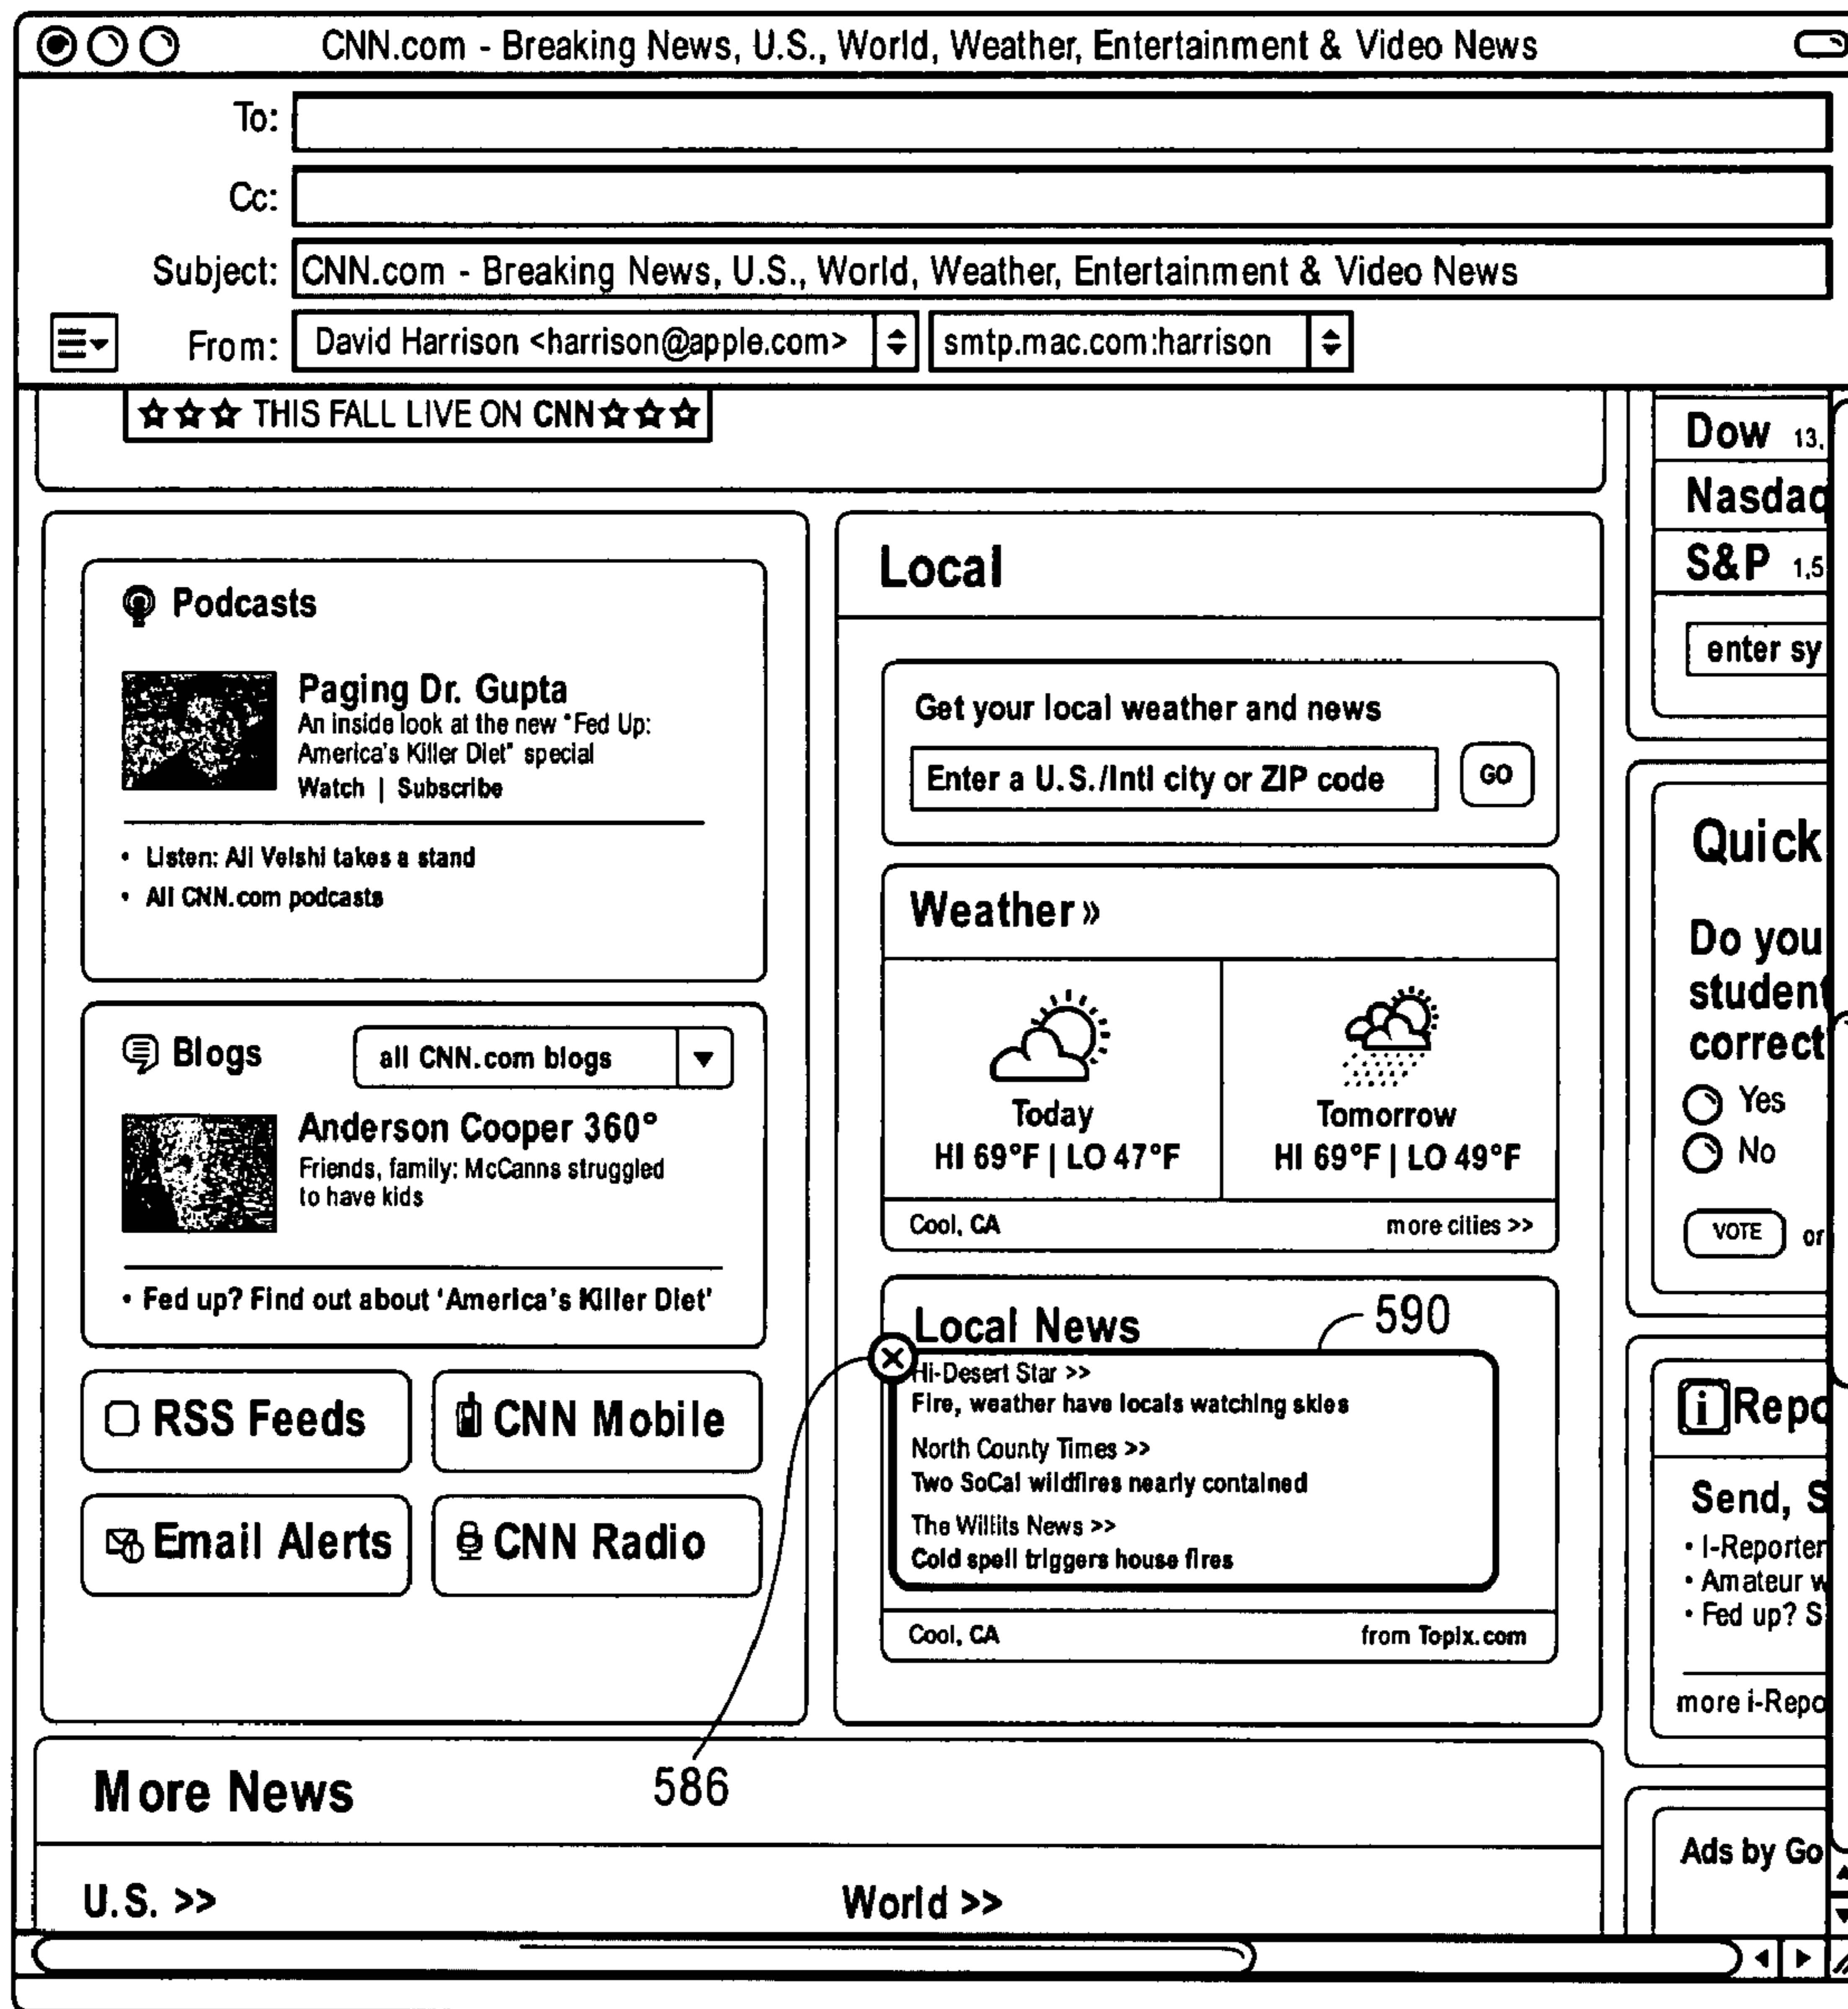 CNN.com - Breaking News, U.S., World, Weather, Entertainment & Video News
To:
Cc:
Subject: CNN.com - Breaking News, U.S., World, Weather, Entertainment & Video News
From: David Harrison <harrison@apple.com> smtp.mac.com:harrison
☆☆☆ THIS FALL LIVE ON CNN ☆☆☆
Podcasts
Paging Dr. Gupta
An inside look at the new "Fed Up:
America's Killer Diet" special
Watch | Subscribe
• Listen: Ali Velshi takes a stand
• All CNN.com podcasts
Blogs
all CNN.com blogs
Anderson Cooper 360°
Friends, family: McCanns struggled
to have kids
• Fed up? Find out about 'America's Killer Diet'
RSS Feeds
CNN Mobile
Email Alerts
CNN Radio
Local
Get your local weather and news
Enter a U.S./Intl city or ZIP code
GO
Weather »
Today
HI 69°F | LO 47°F
Tomorrow
HI 69°F | LO 49°F
Cool, CA
more cities >>
Local News
590
Hi-Desert Star >>
Fire, weather have locals watching skies
North County Times >>
Two SoCal wildfires nearly contained
The Willits News >>
Cold spell triggers house fires
Cool, CA
from Topix.com
586
Dow 13,
Nasdaq
S&P 1,5
enter sy
Quick
Do you
student
correct
Yes
No
VOTE or
i Repo
Send, S
• I-Reporter
• Amateur w
• Fed up? S
more i-Repo
Ads by Go
More News
U.S. >>
World >>